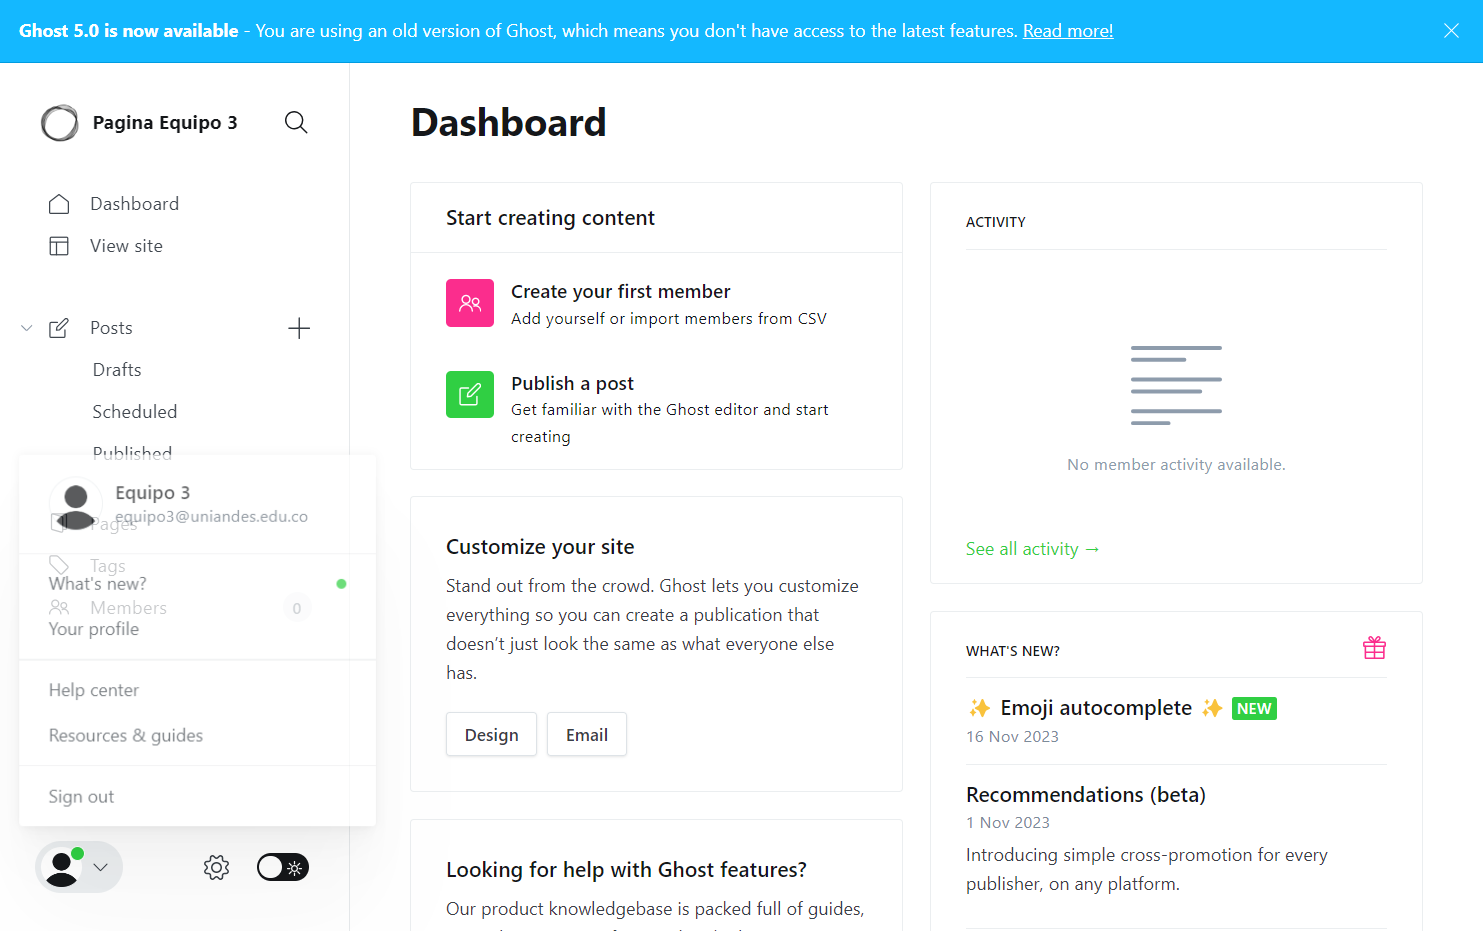 Ghost 5.0 is now available - You are using an old version of Ghost, which means you don't have access to the latest features. Read more!
Pagina Equipo 3
Dashboard
View site
Posts
Drafts
Scheduled
Published
Equipo 3
equipo3@uniandes.edu.co
Pages
Tags
What's new?
Members
0
Your profile
Help center
Resources & guides
Sign out
Dashboard
Start creating content
Create your first member
Add yourself or import members from CSV
Publish a post
Get familiar with the Ghost editor and start
creating
Customize your site
Stand out from the crowd. Ghost lets you customize
everything so you can create a publication that
doesn’t just look the same as what everyone else
has.
Design
Email
Looking for help with Ghost features?
Our product knowledgebase is packed full of guides,
ACTIVITY
No member activity available.
See all activity →
WHAT'S NEW?
✨ Emoji autocomplete ✨ NEW
16 Nov 2023
Recommendations (beta)
1 Nov 2023
Introducing simple cross-promotion for every
publisher, on any platform.